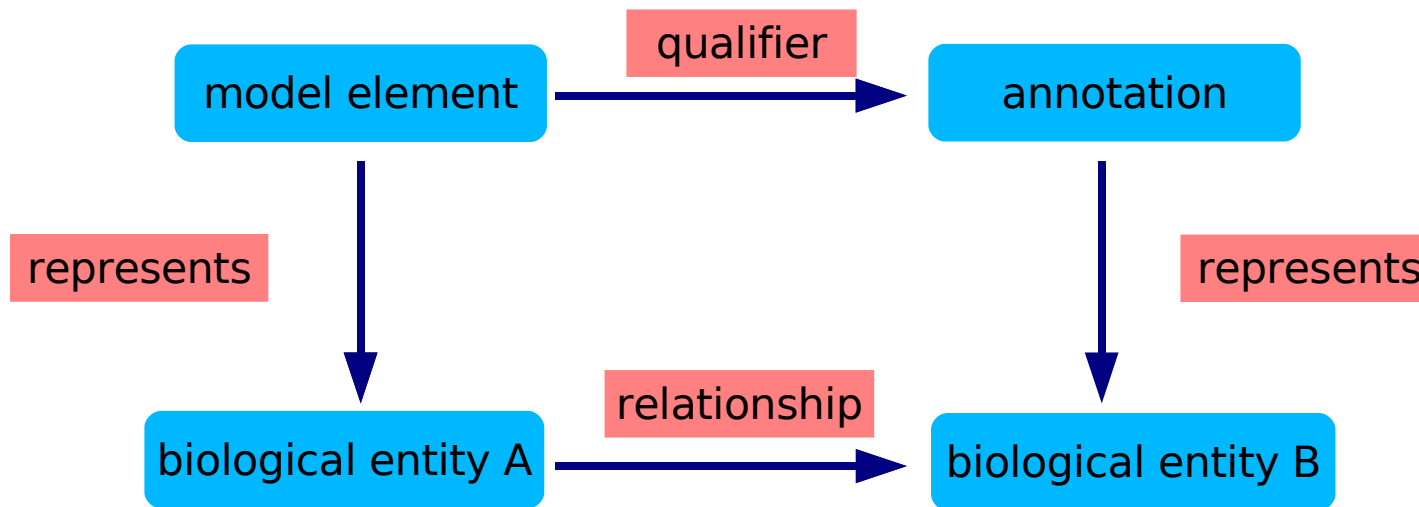 qualifier
model element
annotation
represents
represents
relationship
biological entity A
biological entity B